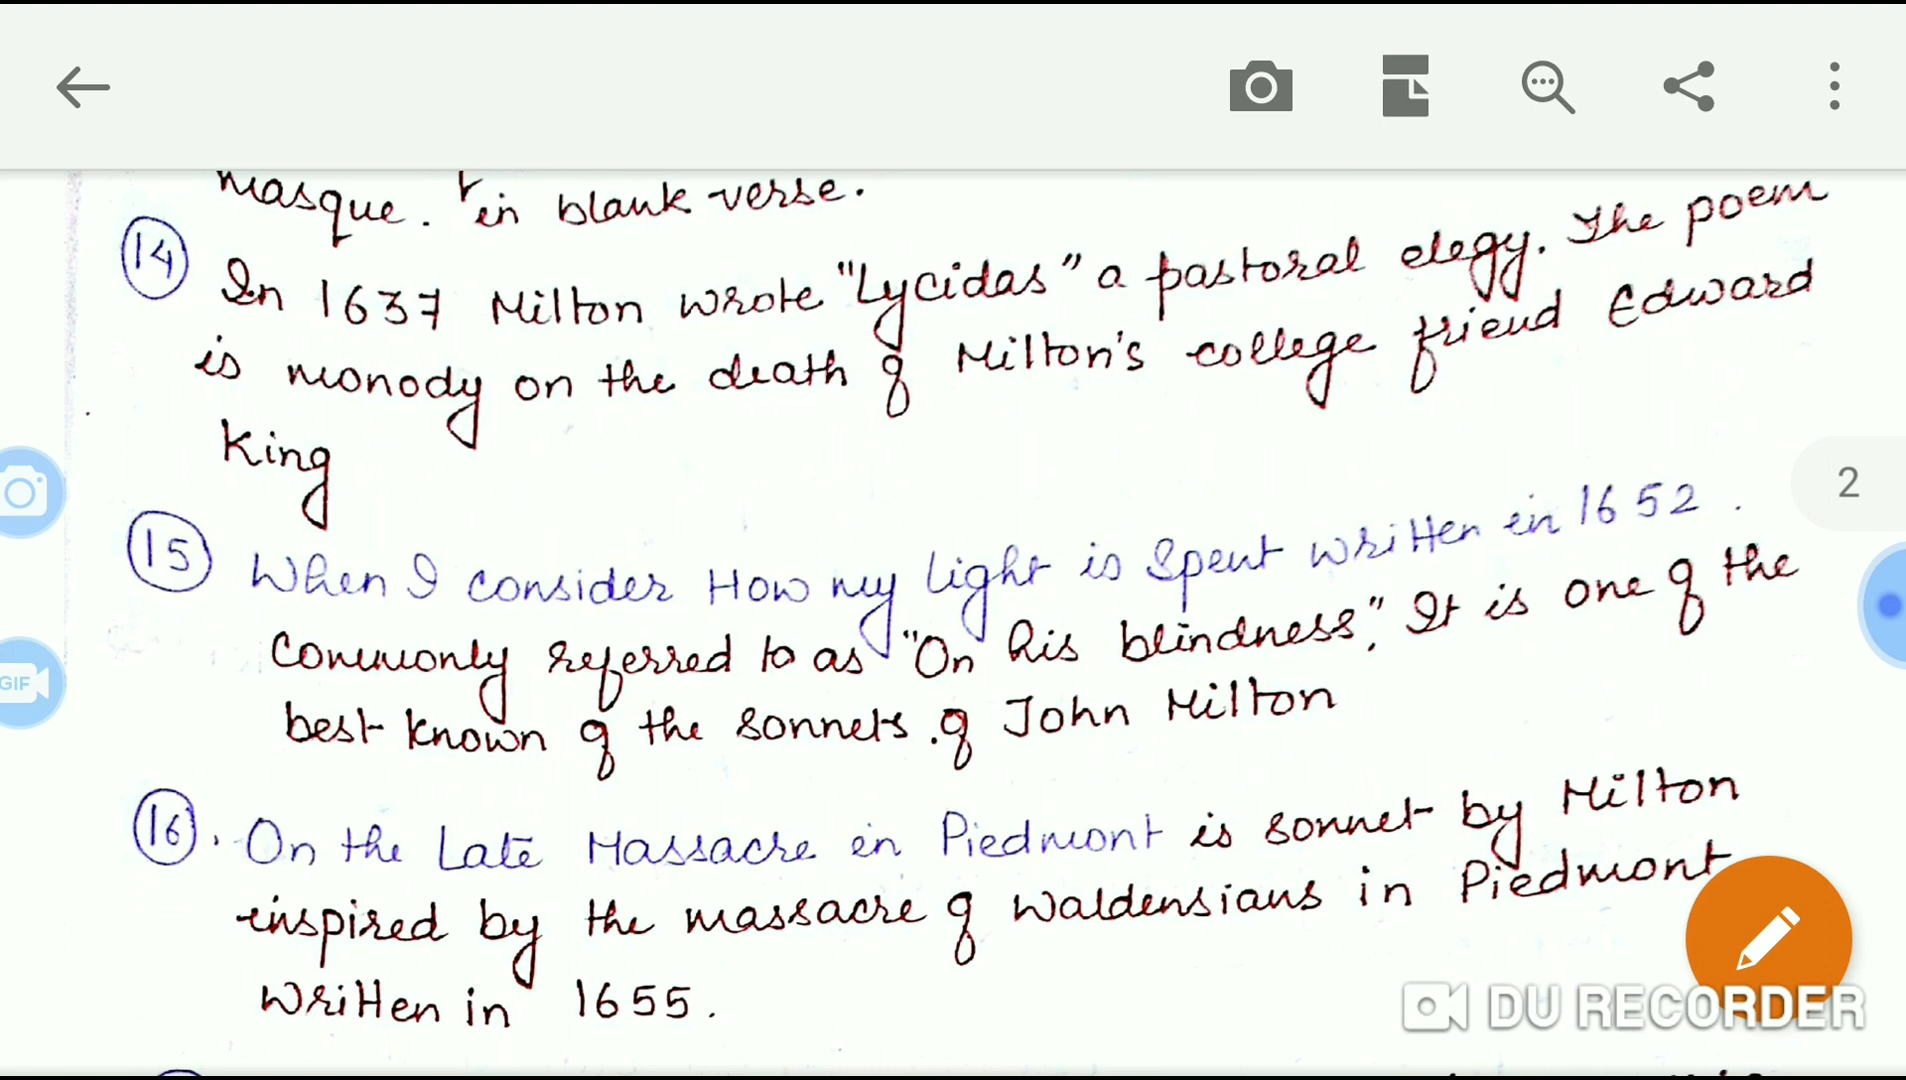 masque. in blank verse.
14 In 1637 Milton wrote "Lycidas" a pastoral elegy. The poem
is monody on the death of Milton's college friend Edward
King
2
15 When I consider How my light is Spent written in 1652.
Commonly referred to as "On his blindness". It is one of the
best known of the sonnets. of John Milton
16. On the Late Massacre in Piedmont is sonnet by Milton
inspired by the massacre of Waldensians in Piedmont
GIF
written in 1655.
DU RECORDER